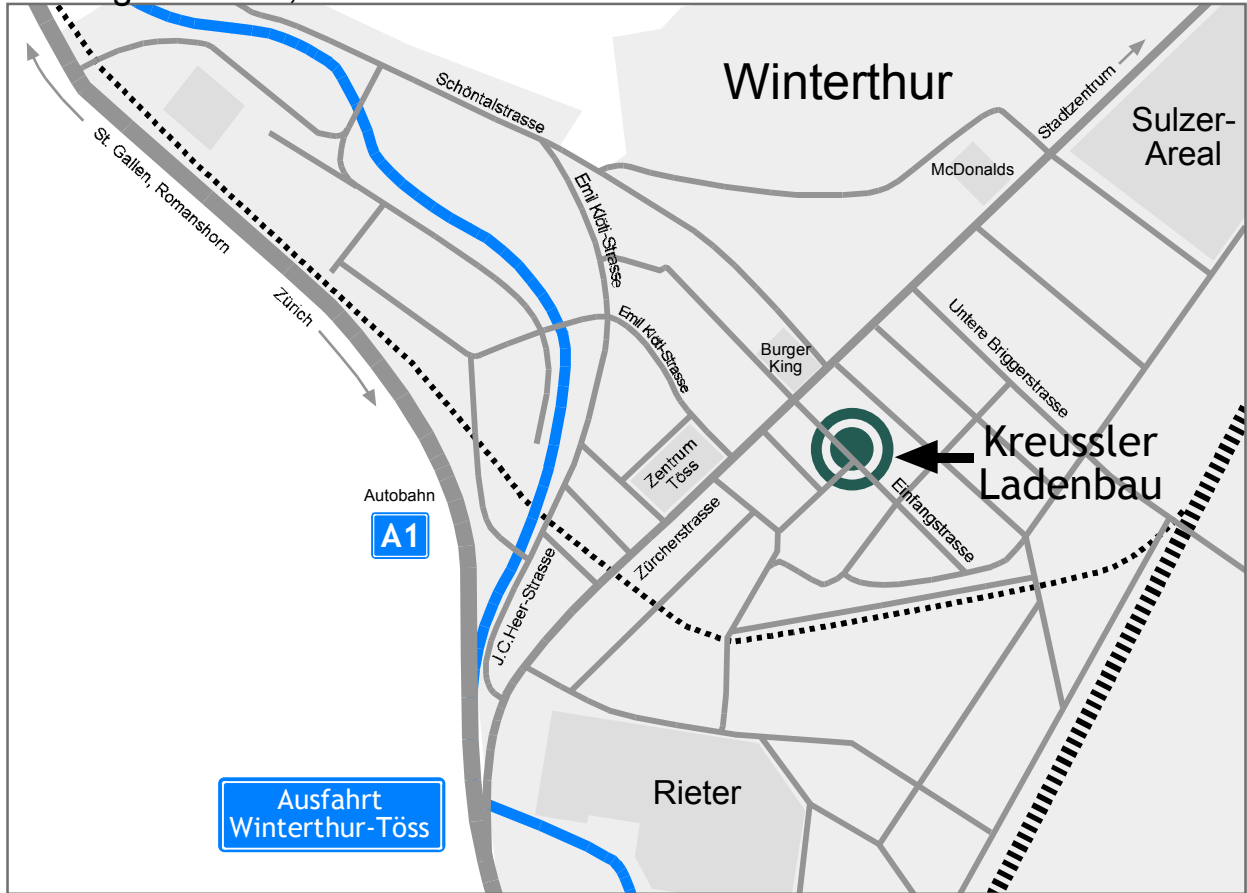 Winterthur
Stadtzentrum
Sulzer-
Areal
Schöntalstrasse
McDonalds
St. Gallen, Romanshorn
Emil Klöti-Strasse
Zürich
Emil Klöti-Strasse
Untere Briggerstrasse
Burger
King
Kreussler
Ladenbau
Zentrum
Töss
Einfangstrasse
Autobahn
A1
Zürcherstrasse
J.C.Heer-Strasse
Ausfahrt
Winterthur-Töss
Rieter